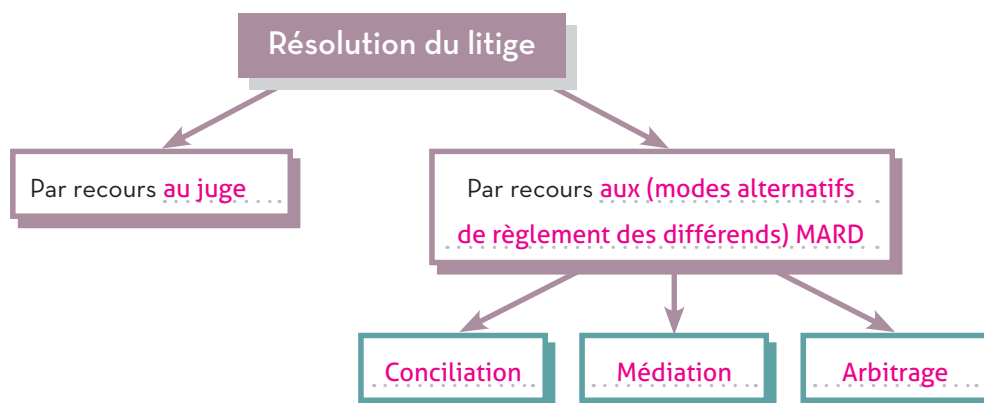 Résolution du litige
Par recours au juge
Par recours aux (modes alternatifs
de règlement des différends) MARD
Conciliation
Médiation
Arbitrage